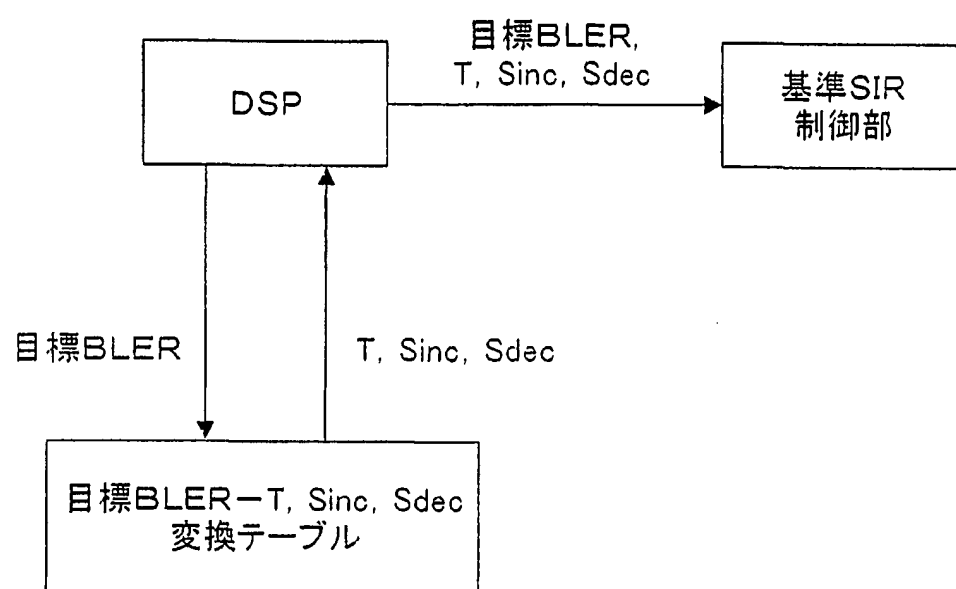 DSP
目標BLER,
T, Sinc, Sdec
基準SIR
制御部
目標BLER
T, Sinc, Sdec
目標BLERーT, Sinc, Sdec
変換テーブル